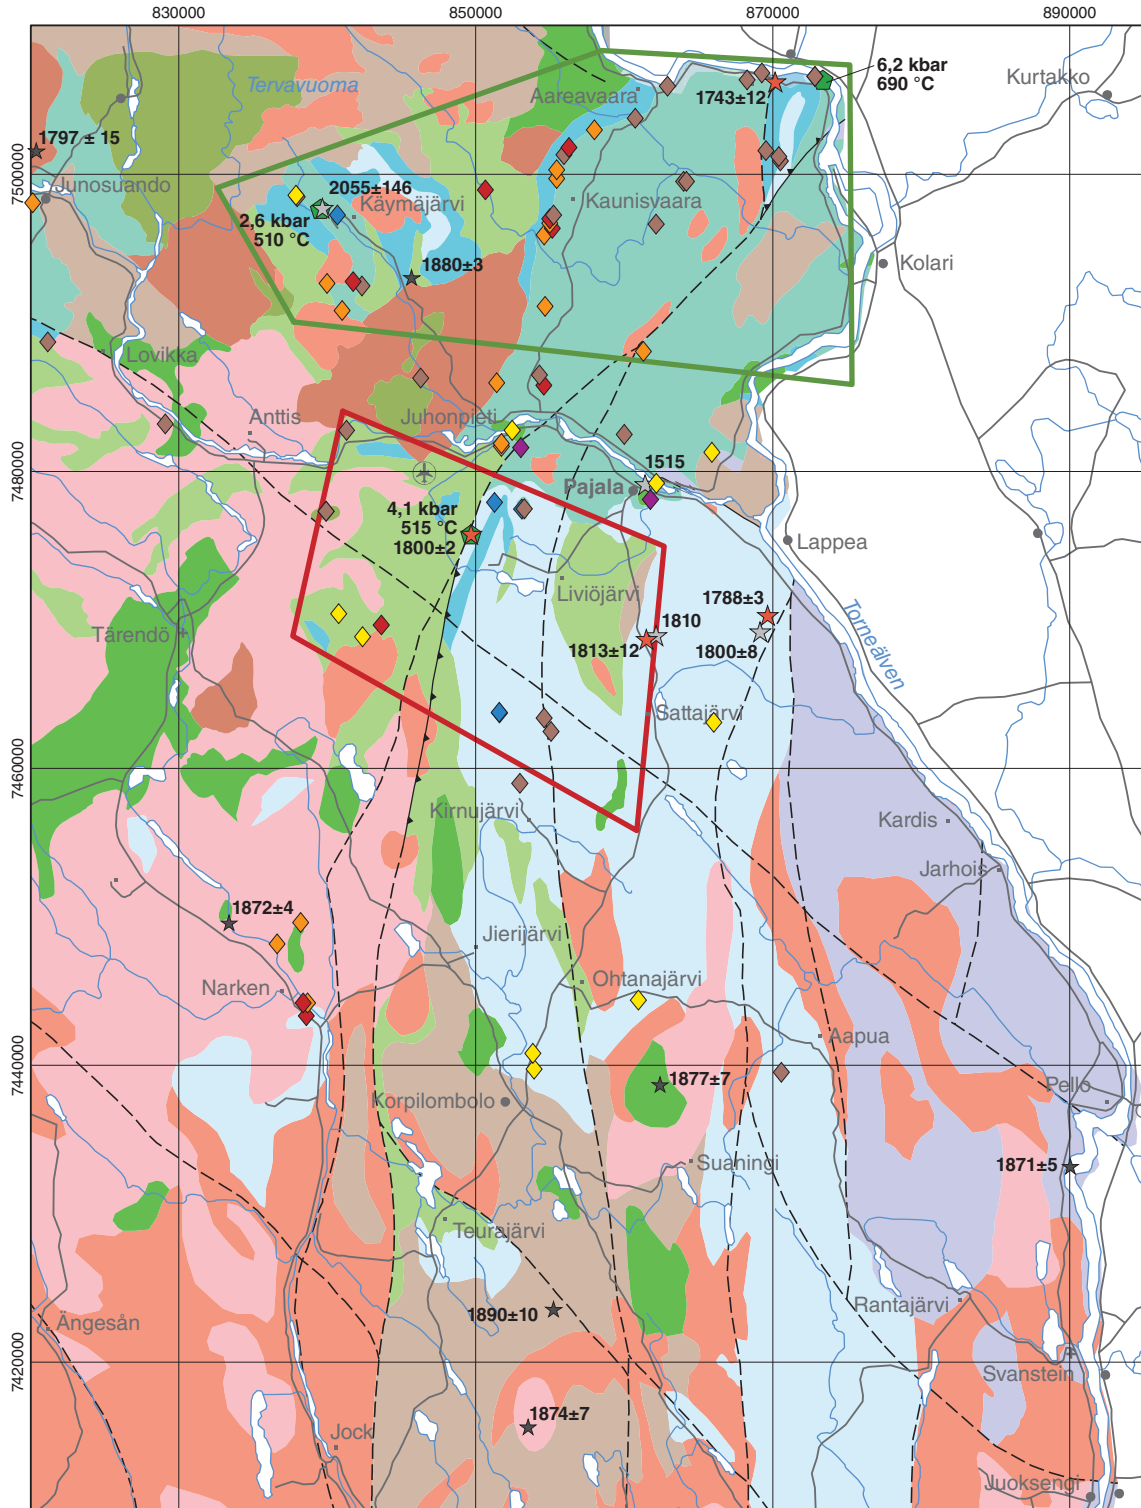 830000
850000
870000
890000
7500000
7480000
7460000
7440000
7420000
Tervavuoma
Aareavaara
1743±12
6,2 kbar
690 °C
Kurtakko
1797 ± 15
Junosuando
2055±146
Käymäjärvi
2,6 kbar
510 °C
Kaunisvaara
1880±3
Kolari
Lovikka
Anttis
Juhonpieti
1515
Pajala
4,1 kbar
515 °C
1800±2
Lappea
Liviöjärvi
1788±3
Torneälven
Tärendö
1810
1813±12
1800±8
Sattajärvi
Kirnujärvi
Kardis
Jarhois
1872±4
Jierijärvi
Narken
Ohtanajärvi
Aapua
1877±7
Pello
Korpilombolo
Suaningi
1871±5
Teurajärvi
Rantajärvi
1890±10
Ängesån
Svanstein
1874±7
Jock
Juoksengi